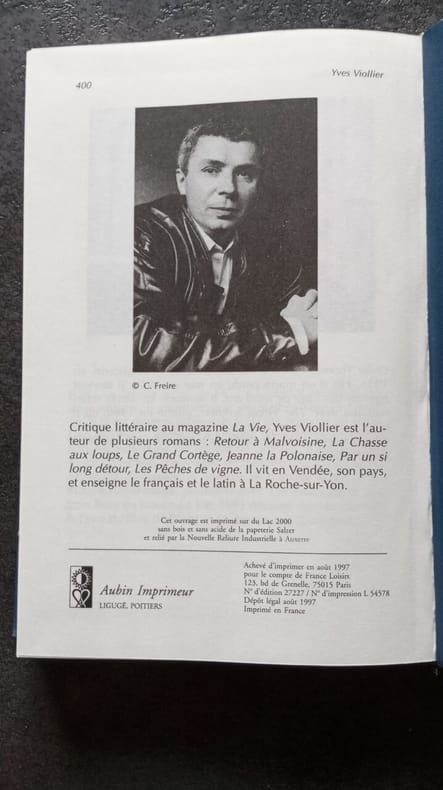 Yves Viollier
400
© C. Freire
Critique littéraire au magazine La Vie, Yves Viollier est l'au-
teur de plusieurs romans : Retour à Malvoisine, La Chasse
aux loups, Le Grand Cortège, Jeanne la Polonaise, Par un si
long détour, Les Pêches de vigne. Il vit en Vendée, son pays,
et enseigne le français et le latin à La Roche-sur-Yon.
Cet ouvrage est imprimé sur du Lac 2000
sans bois et sans acide de la papeterie Salzer
et relié par la Nouvelle Reliure Industrielle à Auxerre
Aubin Imprimeur
LIGUGÉ, POITIERS
Achevé d'imprimer en août 1997
pour le compte de France Loisirs
123, bd de Grenelle, 75015 Paris
N° d'édition 27227 / N° d'impression L 54578
Dépôt légal août 1997
Imprimé en France